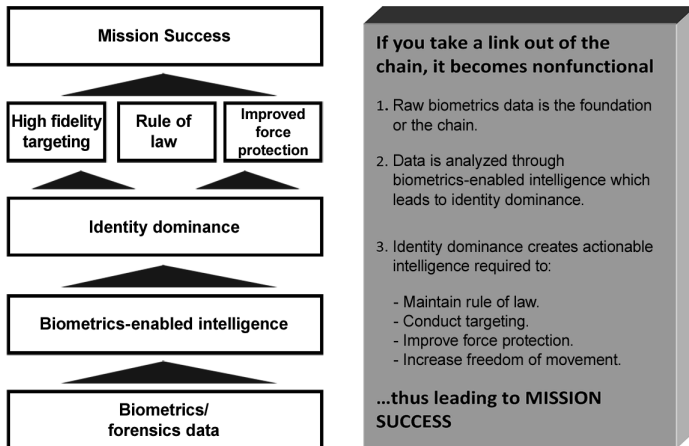 Mission Success
High fidelity
targeting
Rule of
law
Improved
force
protection
Identity dominance
Biometrics-enabled intelligence
Biometrics/
forensics data
If you take a link out of the
chain, it becomes nonfunctional
1. Raw biometrics data is the foundation
or the chain.
2. Data is analyzed through
biometrics-enabled intelligence which
leads to identity dominance.
3. Identity dominance creates actionable
intelligence required to:
- Maintain rule of law.
- Conduct targeting.
- Improve force protection.
- Increase freedom of movement.
...thus leading to MISSION
SUCCESS